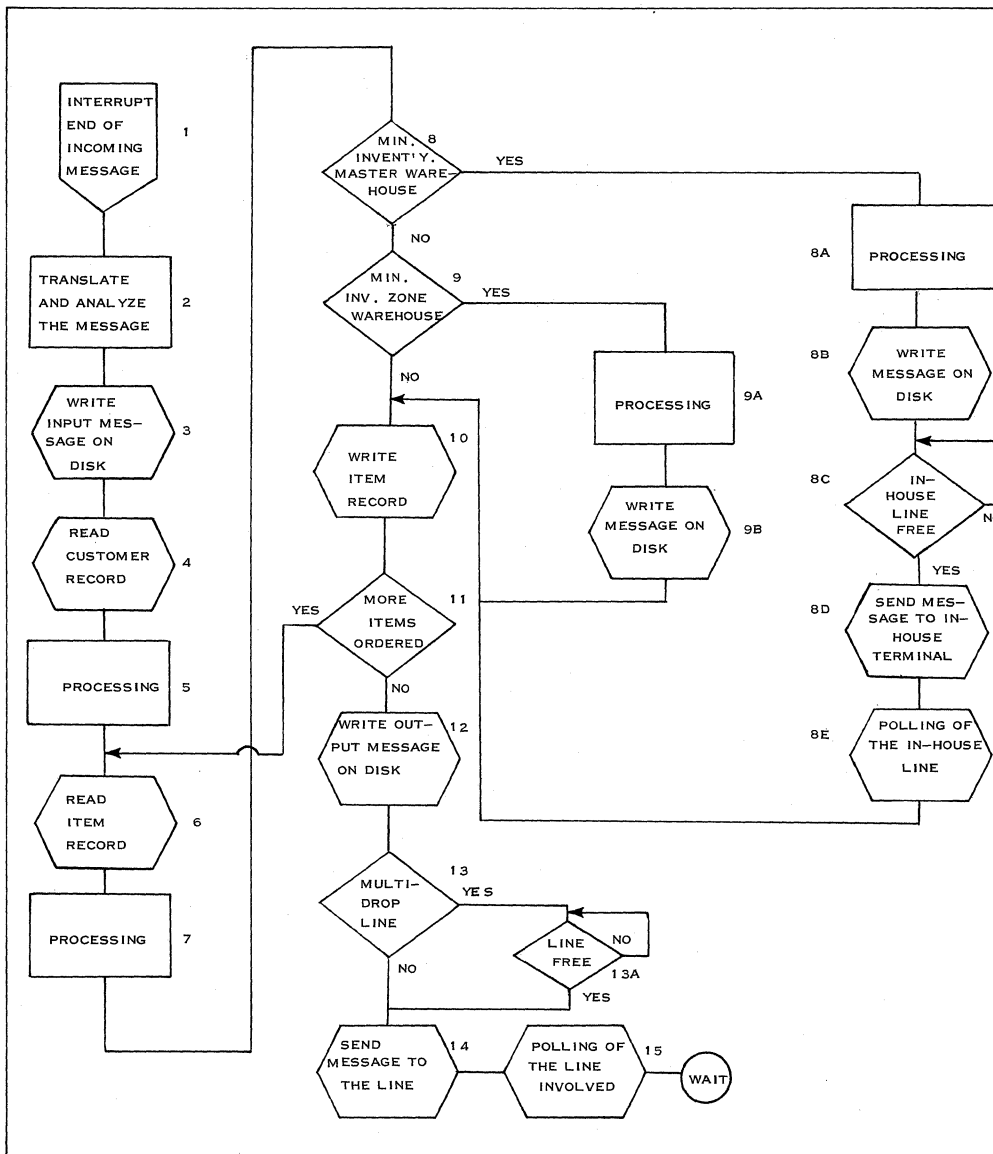 INTERRUPT
END OF
INCOMING
MESSAGE
1
TRANSLATE
AND ANALYZE
THE MESSAGE
2
WRITE
INPUT MES-
SAGE ON
DISK
3
READ
CUSTOMER
RECORD
4
PROCESSING
5
READ
ITEM
RECORD
6
PROCESSING
7
8
MIN.
INVENT'Y.
MASTER WARE-
HOUSE
YES
NO
9
MIN.
INV. ZONE
WAREHOUSE
YES
NO
10
WRITE
ITEM
RECORD
11
MORE
ITEMS
ORDERED
YES
NO
12
WRITE OUT-
PUT MESSAGE
ON DISK
13
MULTI-
DROP
LINE
YES
NO
LINE
FREE
NO
13A
YES
14
SEND
MESSAGE TO
THE LINE
15
POLLING OF
THE LINE
INVOLVED
WAIT
PROCESSING
9A
WRITE
MESSAGE ON
DISK
9B
8A
PROCESSING
8B
WRITE
MESSAGE ON
DISK
8C
IN-
HOUSE
LINE
FREE
YES
8D
SEND MES-
SAGE TO IN-
HOUSE
TERMINAL
8E
POLLING OF
THE IN-HOUSE
LINE